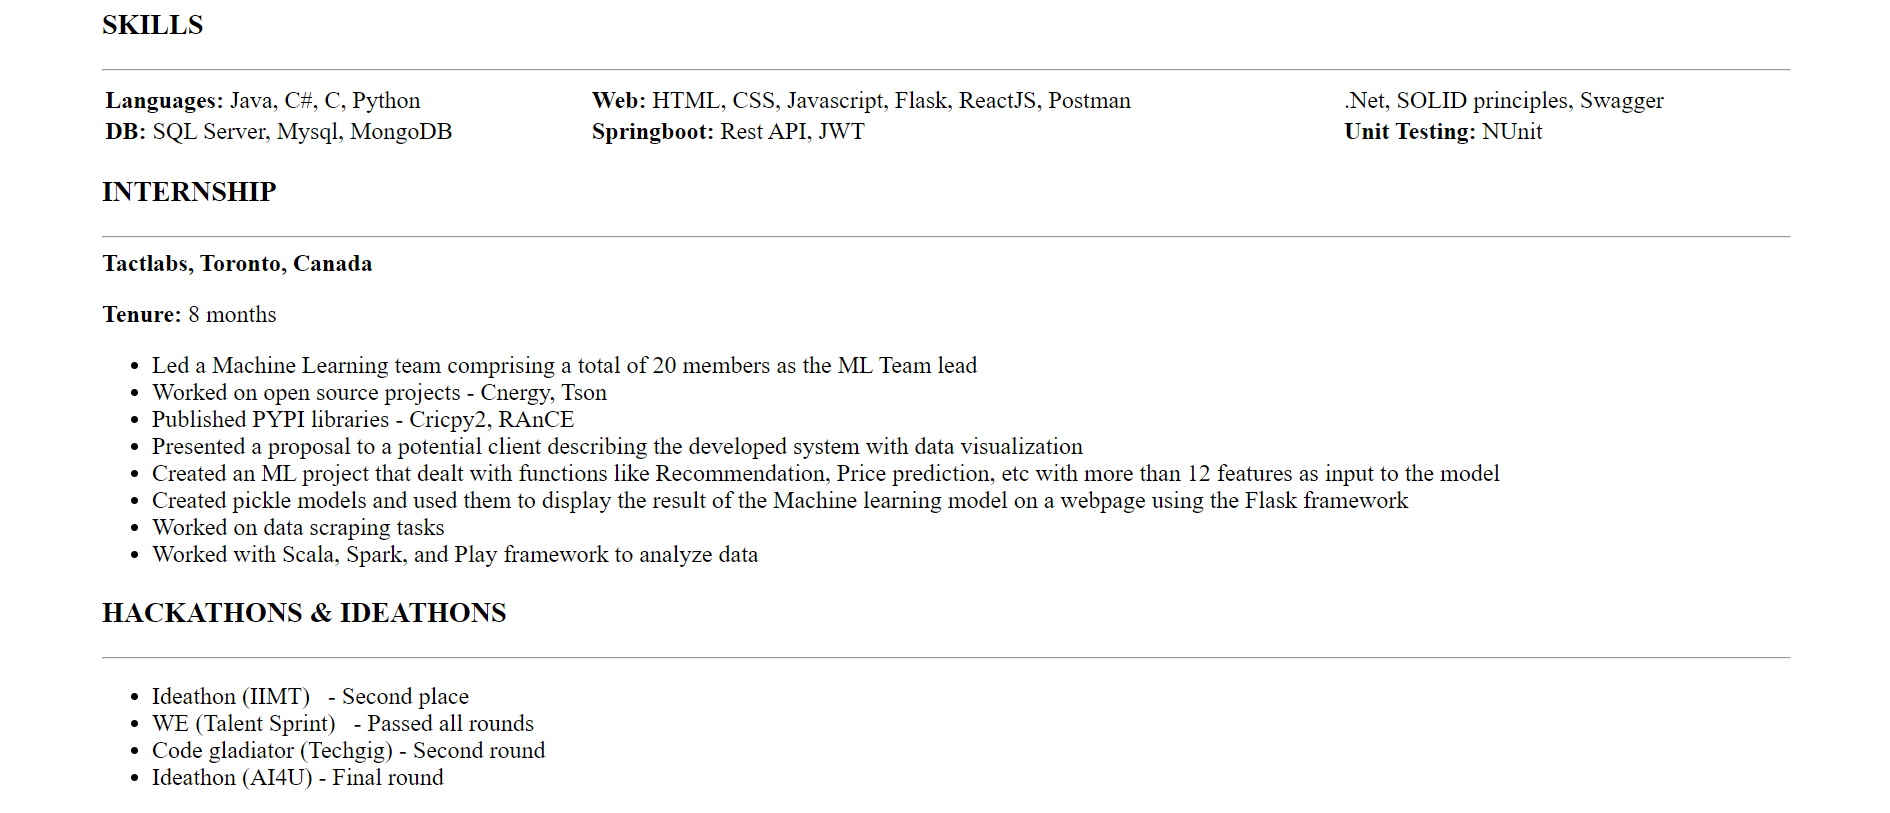 SKILLS
Languages: Java, C#, C, Python Web: HTML, CSS, Javascript, Flask, ReactJS, Postman .Net, SOLID principles, Swagger
DB: SQL Server, Mysql, MongoDB Springboot: Rest API, JWT Unit Testing: NUnit
INTERNSHIP
Tactlabs, Toronto, Canada
Tenure: 8 months
• Led a Machine Learning team comprising a total of 20 members as the ML Team lead
• Worked on open source projects - Cnergy, Tson
• Published PYPI libraries - Cricpy2, RAnCE
• Presented a proposal to a potential client describing the developed system with data visualization
• Created an ML project that dealt with functions like Recommendation, Price prediction, etc with more than 12 features as input to the model
• Created pickle models and used them to display the result of the Machine learning model on a webpage using the Flask framework
• Worked on data scraping tasks
• Worked with Scala, Spark, and Play framework to analyze data
HACKATHONS & IDEATHONS
• Ideathon (IIMT) - Second place
• WE (Talent Sprint) - Passed all rounds
• Code gladiator (Techgig) - Second round
• Ideathon (AI4U) - Final round